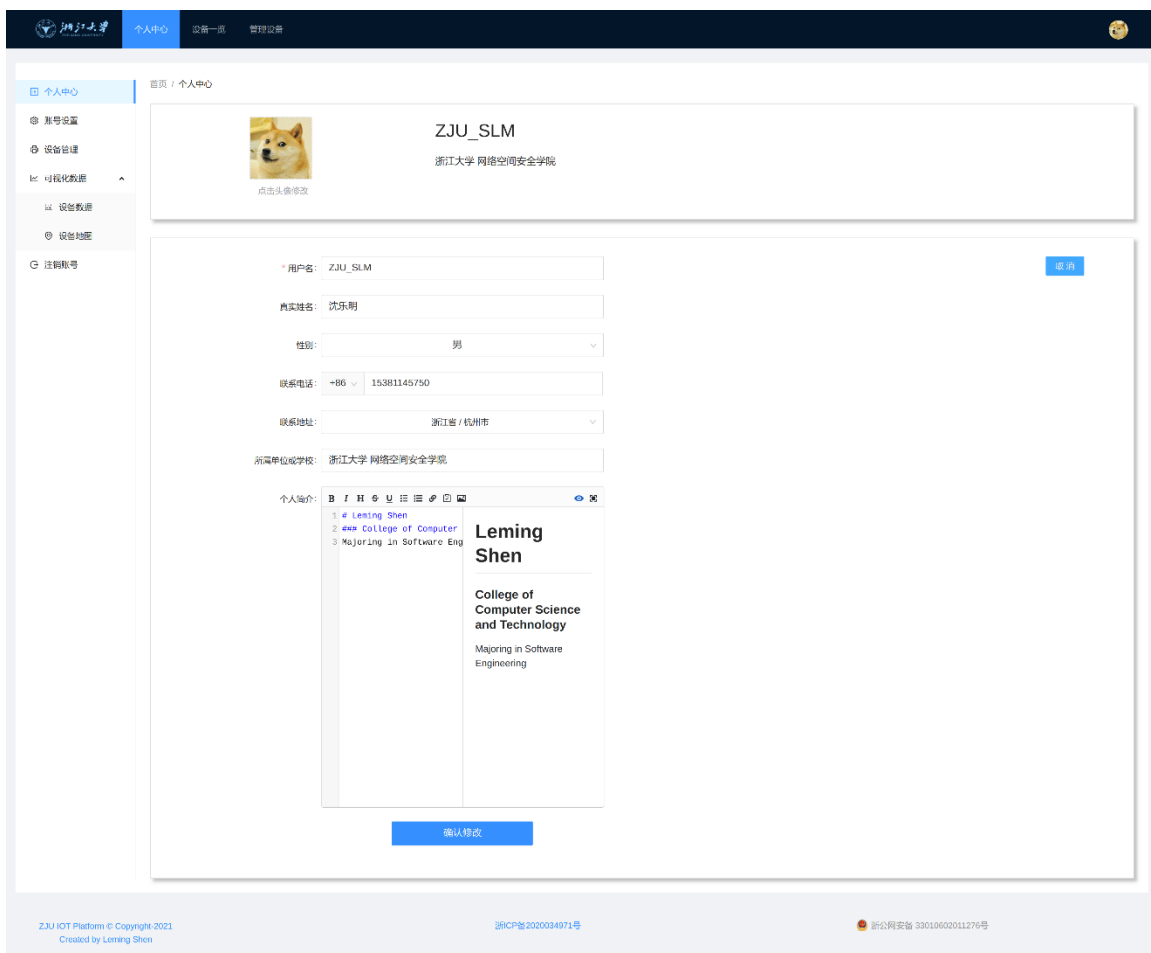 浙江大学 个人中心 设备一览 管理设备
首页 / 个人中心
个人中心
账号设置
设备管理
可视化数据
设备数据
设备地图
注销账号
ZJU_SLM
浙江大学 网络空间安全学院
点击头像修改
* 用户名: ZJU_SLM
取 消
真实姓名: 沈乐明
性别: 男
联系电话: +86 15381145750
联系地址: 浙江省 / 杭州市
所属单位或学校: 浙江大学 网络空间安全学院
个人简介: B I H S U
1 # Leming Shen
2 ### College of Computer
3 Majoring in Software Eng
Leming
Shen
College of
Computer Science
and Technology
Majoring in Software
Engineering
确认修改
ZJU IOT Platform © Copyright-2021
Created by Leming Shen
浙ICP备2020034971号
浙公网安备 33010602011276号